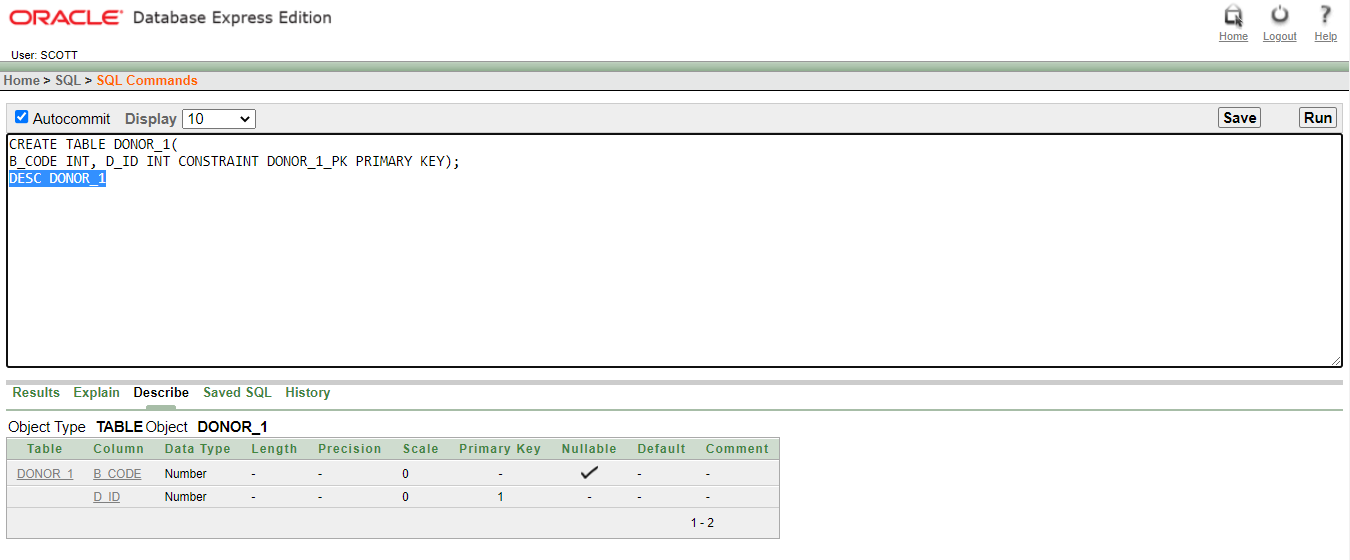 ORACLE® Database Express Edition
Home Logout Help
User: SCOTT
Home > SQL > SQL Commands
Autocommit Display 10 Save Run
CREATE TABLE DONOR_1(
B_CODE INT, D_ID INT CONSTRAINT DONOR_1_PK PRIMARY KEY);
DESC DONOR_1
Results Explain Describe Saved SQL History
Object Type TABLE Object DONOR_1
Table Column Data Type Length Precision Scale Primary Key Nullable Default Comment
DONOR_1 B_CODE Number - - 0 - ✓ - -
D_ID Number - - 0 1 - - -
1 - 2